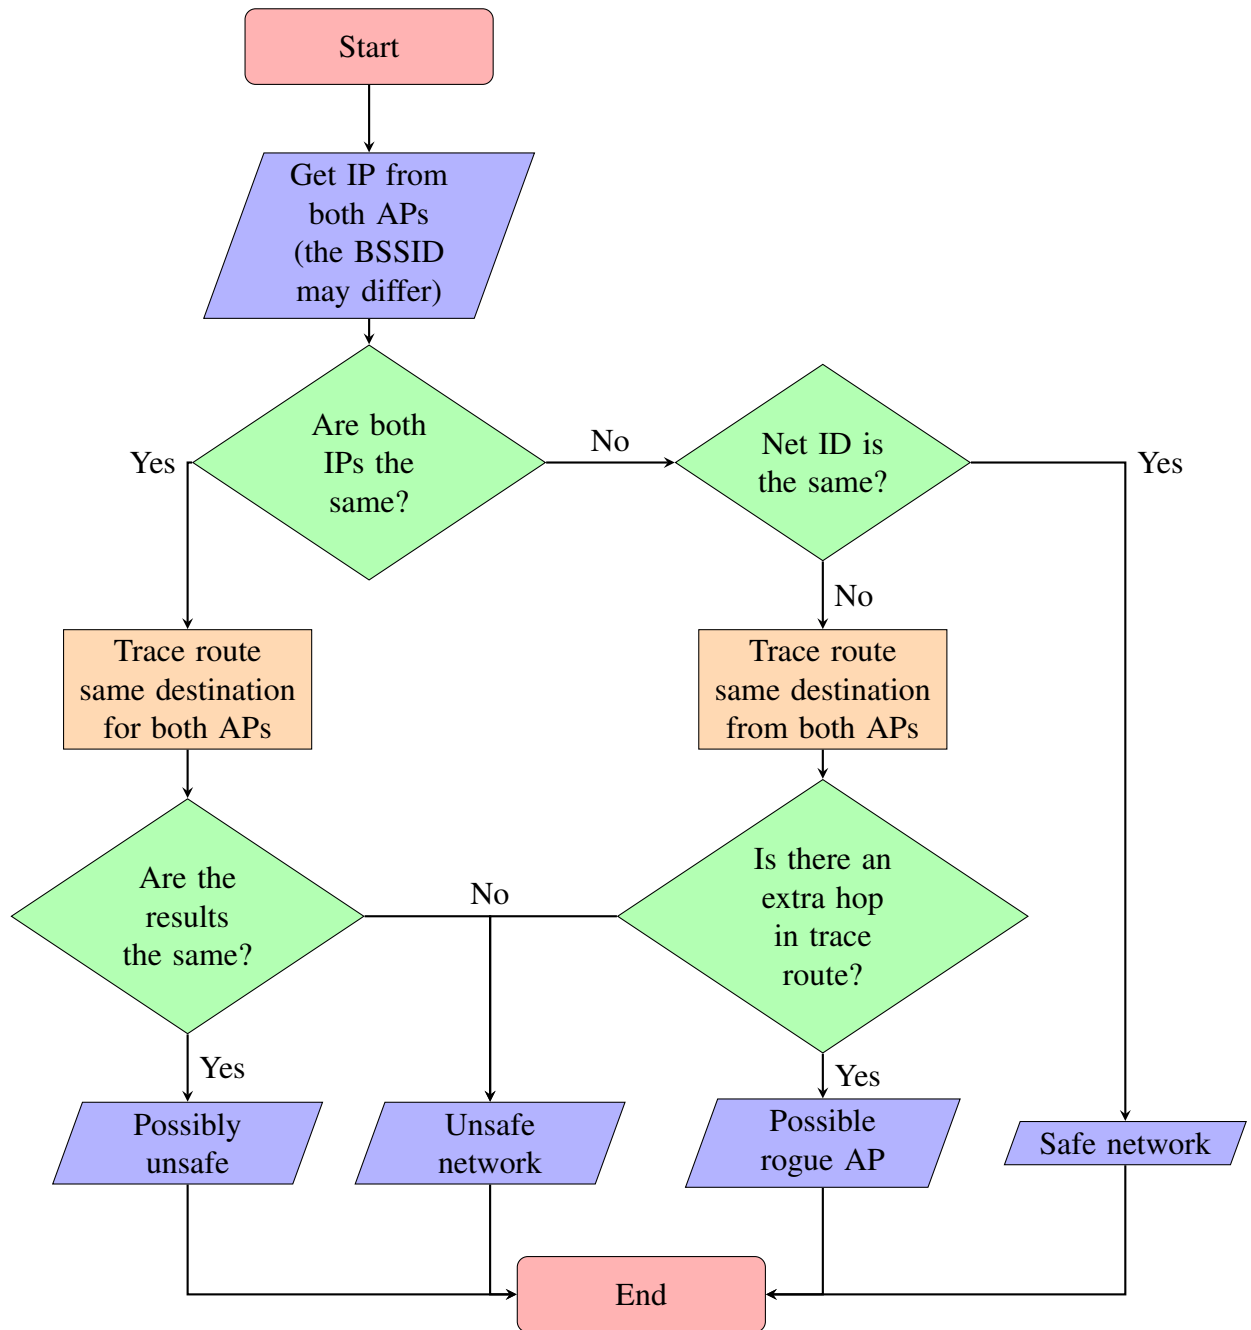 Start
Get IP from
both APs
(the BSSID
may differ)
Are both
IPs the
same?
Yes
No
Net ID is
the same?
Yes
No
Trace route
same destination
for both APs
Trace route
same destination
from both APs
Are the
results
the same?
No
Is there an
extra hop
in trace
route?
Yes
Yes
Possibly
unsafe
Unsafe
network
Possible
rogue AP
Safe network
End